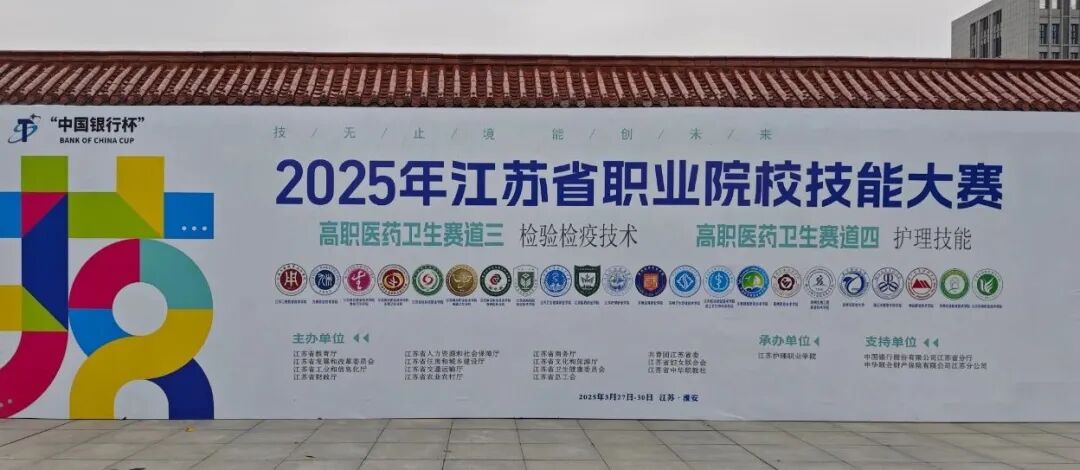 “中国银行杯”
BANK OF CHINA CUP
技/无/止/境 能/创/未/来
2025年江苏省职业院校技能大赛
高职医药卫生赛道三 检验检疫技术 高职医药卫生赛道四 护理技能
主办单位
江苏省教育厅 江苏省人力资源和社会保障厅 江苏省商务厅 共青团江苏省委
江苏省发展和改革委员会 江苏省住房和城乡建设厅 江苏省文化和旅游厅 江苏省妇女联合会
江苏省工业和信息化厅 江苏省交通运输厅 江苏省卫生健康委员会 江苏省中华职教社
江苏省财政厅 江苏省农业农村厅 江苏省总工会
承办单位
江苏护理职业学院
支持单位
中国银行股份有限公司江苏省分行
中华联合财产保险有限公司江苏分公司
2025年3月27日-30日 江苏·淮安